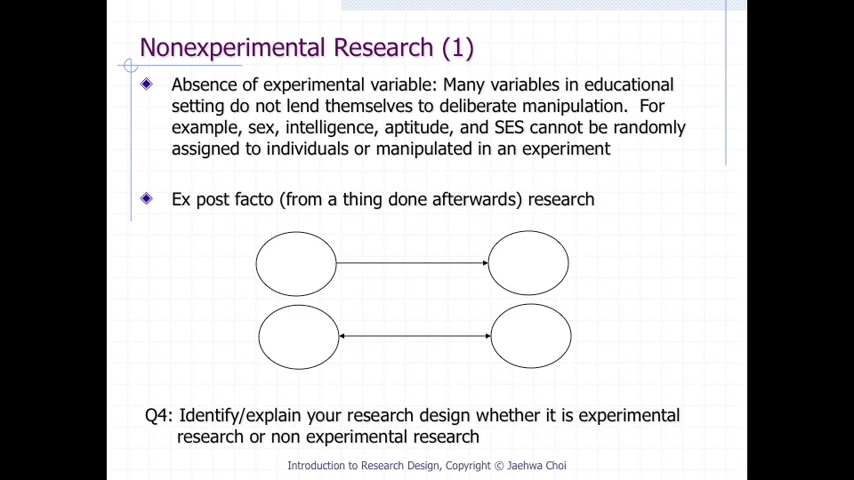 Nonexperimental Research (1)
Absence of experimental variable: Many variables in educational
setting do not lend themselves to deliberate manipulation. For
example, sex, intelligence, aptitude, and SES cannot be randomly
assigned to individuals or manipulated in an experiment
Ex post facto (from a thing done afterwards) research
Q4: Identify/explain your research design whether it is experimental
research or non experimental research
Introduction to Research Design, Copyright © Jaehwa Choi